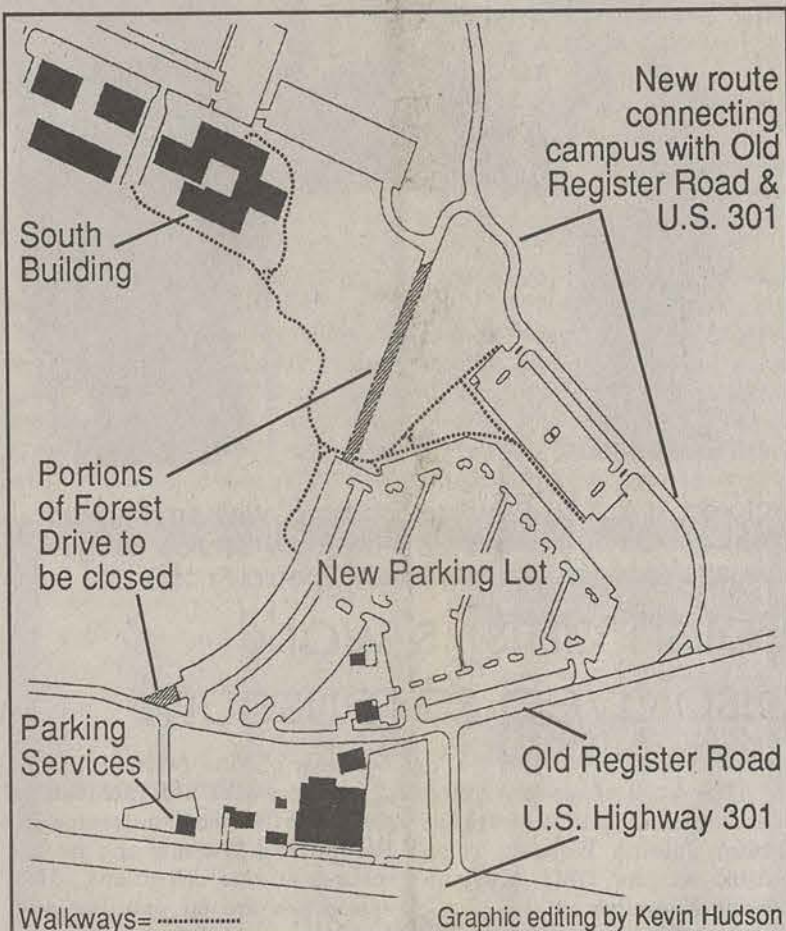 New route
connecting
campus with Old
Register Road &
U.S. 301
South
Building
Portions
of Forest
Drive to
be closed
New Parking Lot
Parking
Services
Old Register Road
U.S. Highway 301
Walkways= ................
Graphic editing by Kevin Hudson